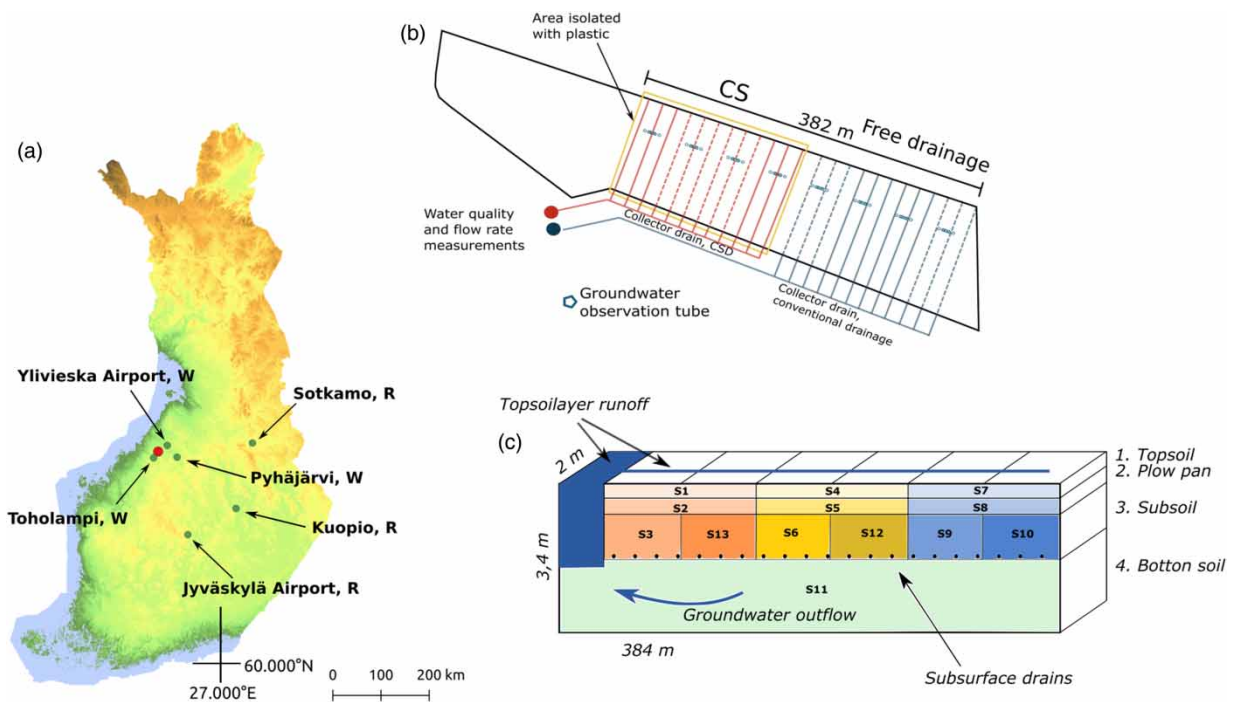 (a)
Ylivieska Airport, W
Sotkamo, R
Pyhäjärvi, W
Toholampi, W
Kuopio, R
Jyväskylä Airport, R
60.000°N
27.000°E
0 100 200 km
(b)
Area isolated
with plastic
CS
382 m
Free drainage
Water quality
and flow rate
measurements
Collector drain, CSD
Collector drain,
conventional drainage
Groundwater
observation tube
(c)
Topsoilayer runoff
2 m
1. Topsoil
2. Plow pan
3. Subsoil
4. Botton soil
S1 S4 S7
S2 S5 S8
S3 S13 S6 S12 S9 S10
S11
3,4 m
Groundwater outflow
384 m
Subsurface drains